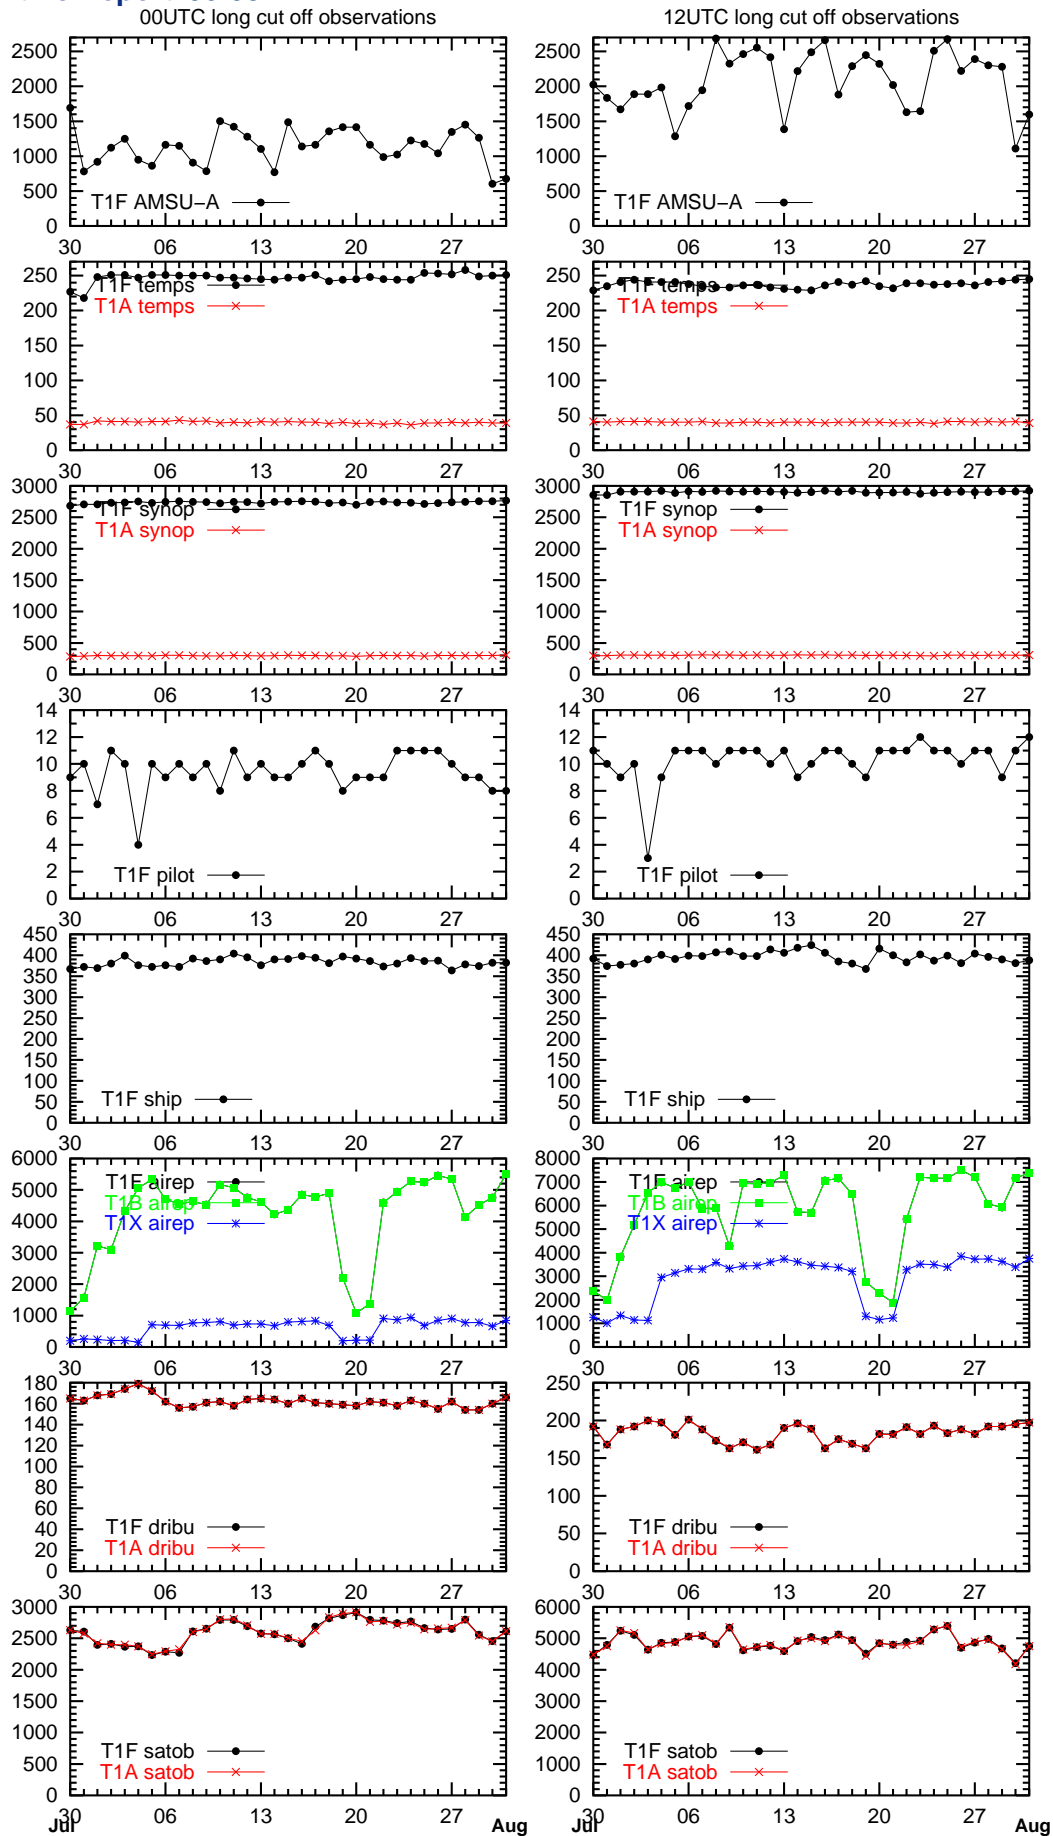 00UTC long cut off observations
2500
2000
1500
1000
500
0
T1F AMSU-A
30 06 13 20 27
250
200
150
100
50
0
T1F temps
T1A temps
30 06 13 20 27
3000
2500
2000
1500
1000
500
0
T1F synop
T1A synop
30 06 13 20 27
14
12
10
8
6
4
2
0
T1F pilot
30 06 13 20 27
450
400
350
300
250
200
150
100
50
0
T1F ship
30 06 13 20 27
6000
5000
4000
3000
2000
1000
0
T1F airep
T1B airep
T1X airep
30 06 13 20 27
180
160
140
120
100
80
60
40
20
0
T1F dribu
T1A dribu
30 06 13 20 27
3000
2500
2000
1500
1000
500
0
T1F satob
T1A satob
30 06 13 20 27
Jul Aug
12UTC long cut off observations
2500
2000
1500
1000
500
0
T1F AMSU-A
30 06 13 20 27
250
200
150
100
50
0
T1F temps
T1A temps
30 06 13 20 27
3000
2500
2000
1500
1000
500
0
T1F synop
T1A synop
30 06 13 20 27
14
12
10
8
6
4
2
0
T1F pilot
30 06 13 20 27
450
400
350
300
250
200
150
100
50
0
T1F ship
30 06 13 20 27
8000
7000
6000
5000
4000
3000
2000
1000
0
T1F airep
T1B airep
T1X airep
30 06 13 20 27
250
200
150
100
50
0
T1F dribu
T1A dribu
30 06 13 20 27
6000
5000
4000
3000
2000
1000
0
T1F satob
T1A satob
30 06 13 20 27
Jul Aug